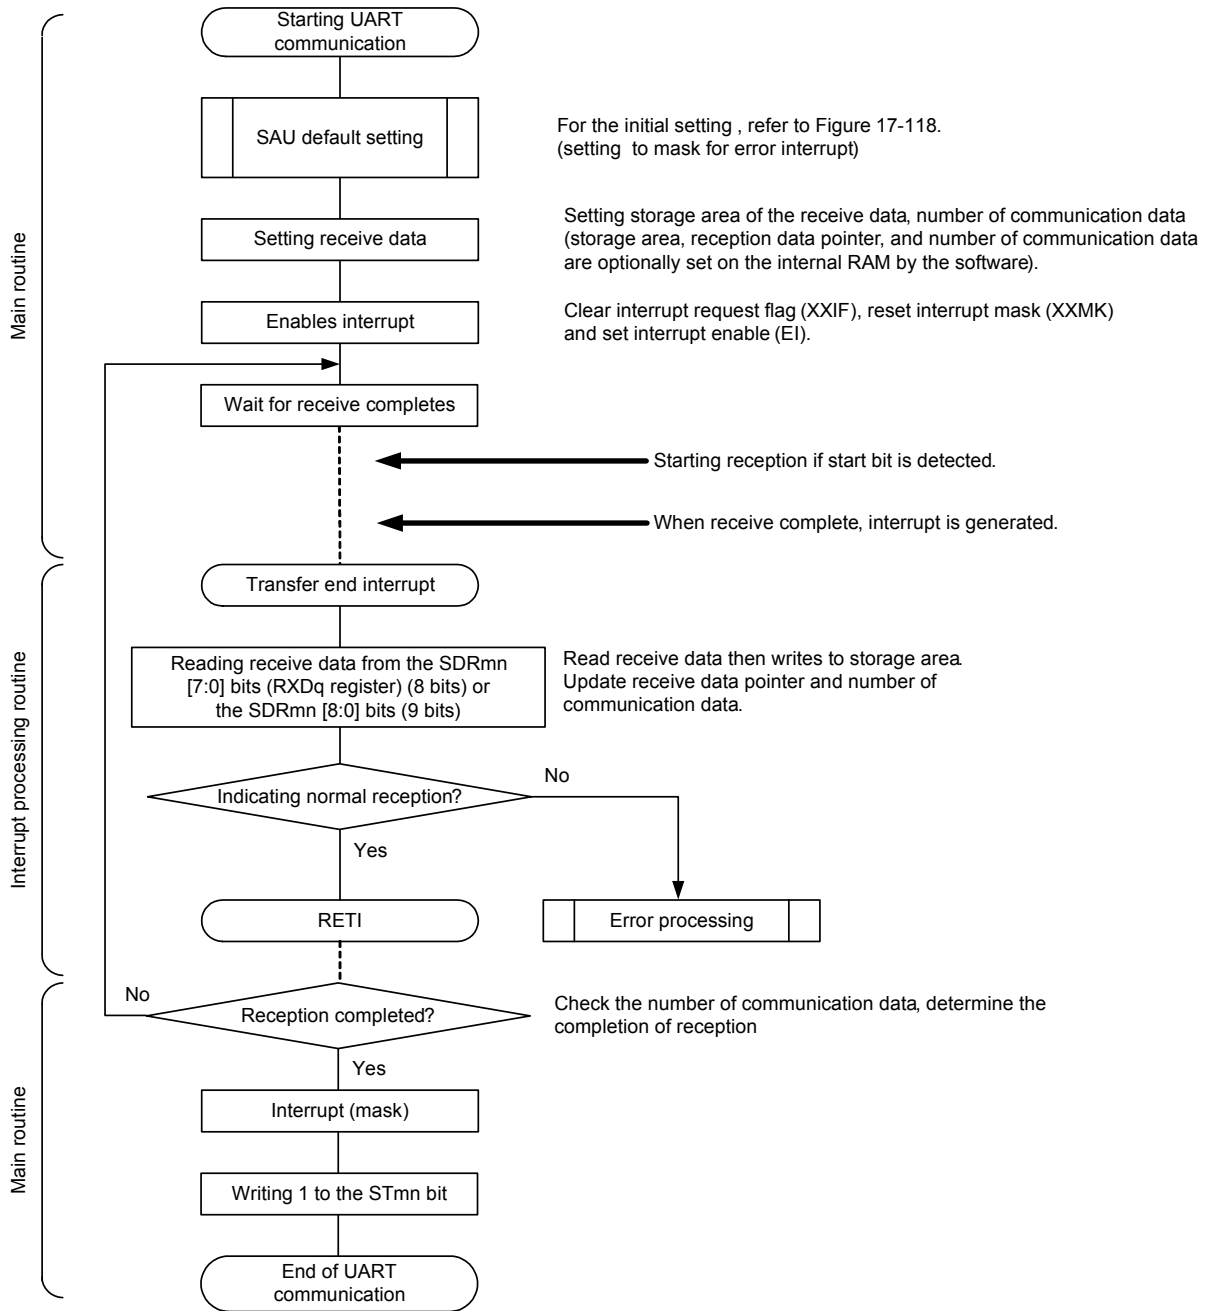 Starting UART
communication
SAU default setting
For the initial setting , refer to Figure 17-118.
(setting to mask for error interrupt)
Setting receive data
Setting storage area of the receive data, number of communication data
(storage area, reception data pointer, and number of communication data
are optionally set on the internal RAM by the software).
Main routine
Enables interrupt
Clear interrupt request flag (XXIF), reset interrupt mask (XXMK)
and set interrupt enable (EI).
Wait for receive completes
Starting reception if start bit is detected.
When receive complete, interrupt is generated.
Transfer end interrupt
Reading receive data from the SDRmn
[7:0] bits (RXDq register) (8 bits) or
the SDRmn [8:0] bits (9 bits)
Read receive data then writes to storage area.
Update receive data pointer and number of
communication data.
Interrupt processing routine
Indicating normal reception?
No
Yes
RETI
Error processing
No
Reception completed?
Check the number of communication data, determine the
completion of reception
Yes
Main routine
Interrupt (mask)
Writing 1 to the STmn bit
End of UART
communication